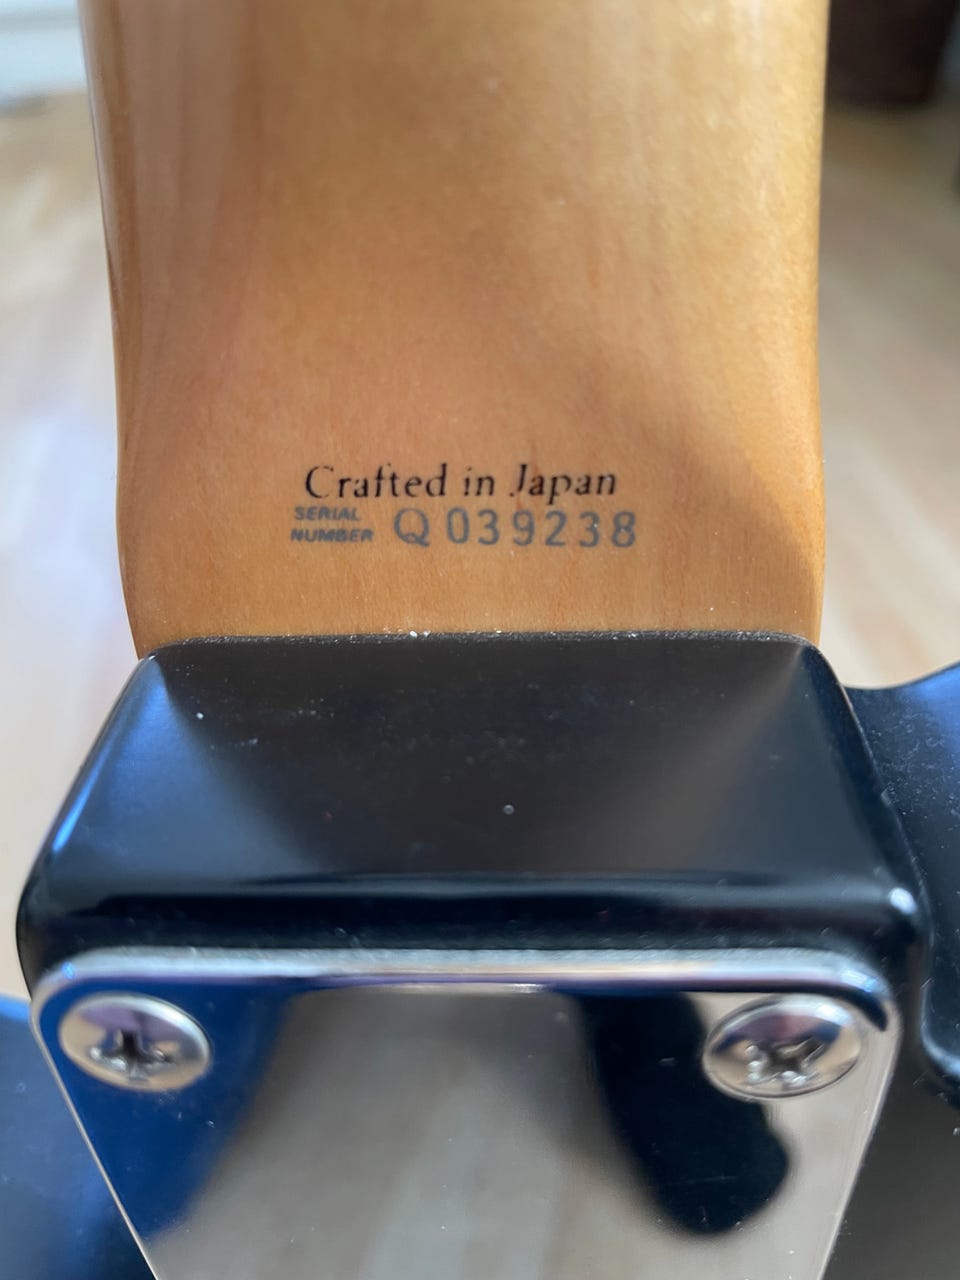 Crafted in Japan
SERIAL
NUMBER Q039238